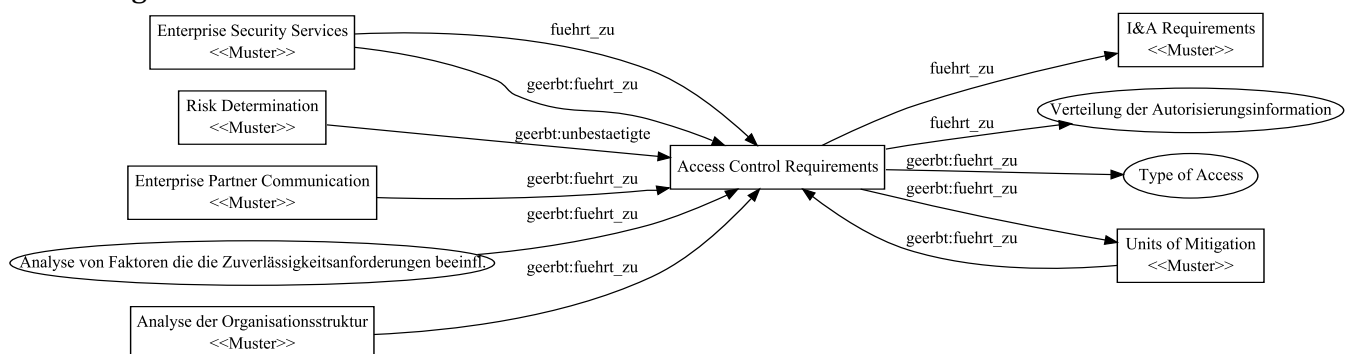 Enterprise Security Services
<<Muster>>
fuehrt_zu
geerbt:fuehrt_zu
Risk Determination
<<Muster>>
geerbt:unbestaetigte
Enterprise Partner Communication
<<Muster>>
geerbt:fuehrt_zu
Analyse von Faktoren die die Zuverlässigkeitsanforderungen beeinfl.
geerbt:fuehrt_zu
Analyse der Organisationsstruktur
<<Muster>>
geerbt:fuehrt_zu
Access Control Requirements
fuehrt_zu
I&A Requirements
<<Muster>>
fuehrt_zu
Verteilung der Autorisierungsinformation
geerbt:fuehrt_zu
Type of Access
geerbt:fuehrt_zu
geerbt:fuehrt_zu
Units of Mitigation
<<Muster>>